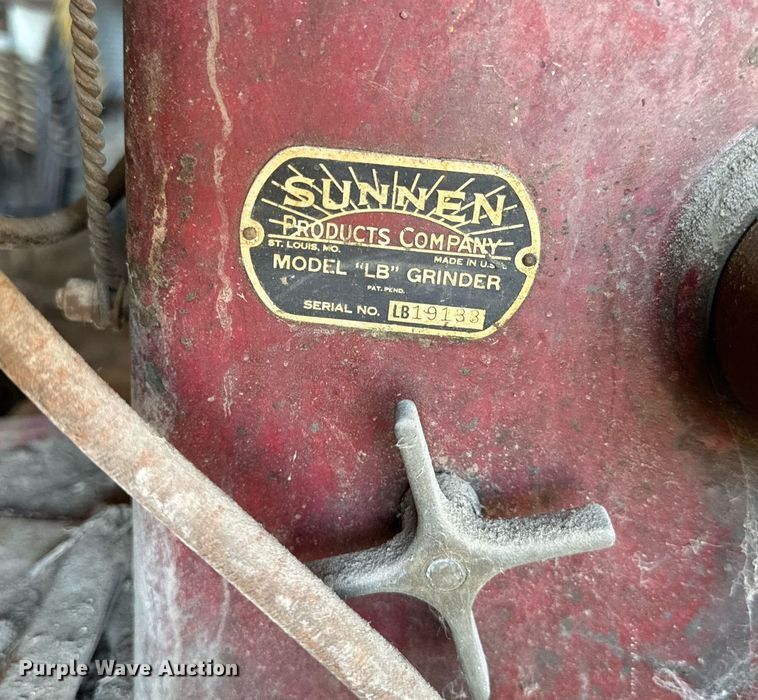 SUNNEN
PRODUCTS COMPANY
ST. LOUIS, MO. MADE IN U.S.A.
MODEL "LB" GRINDER
PAT. PEND.
SERIAL NO. LB19133
Purple Wave Auction